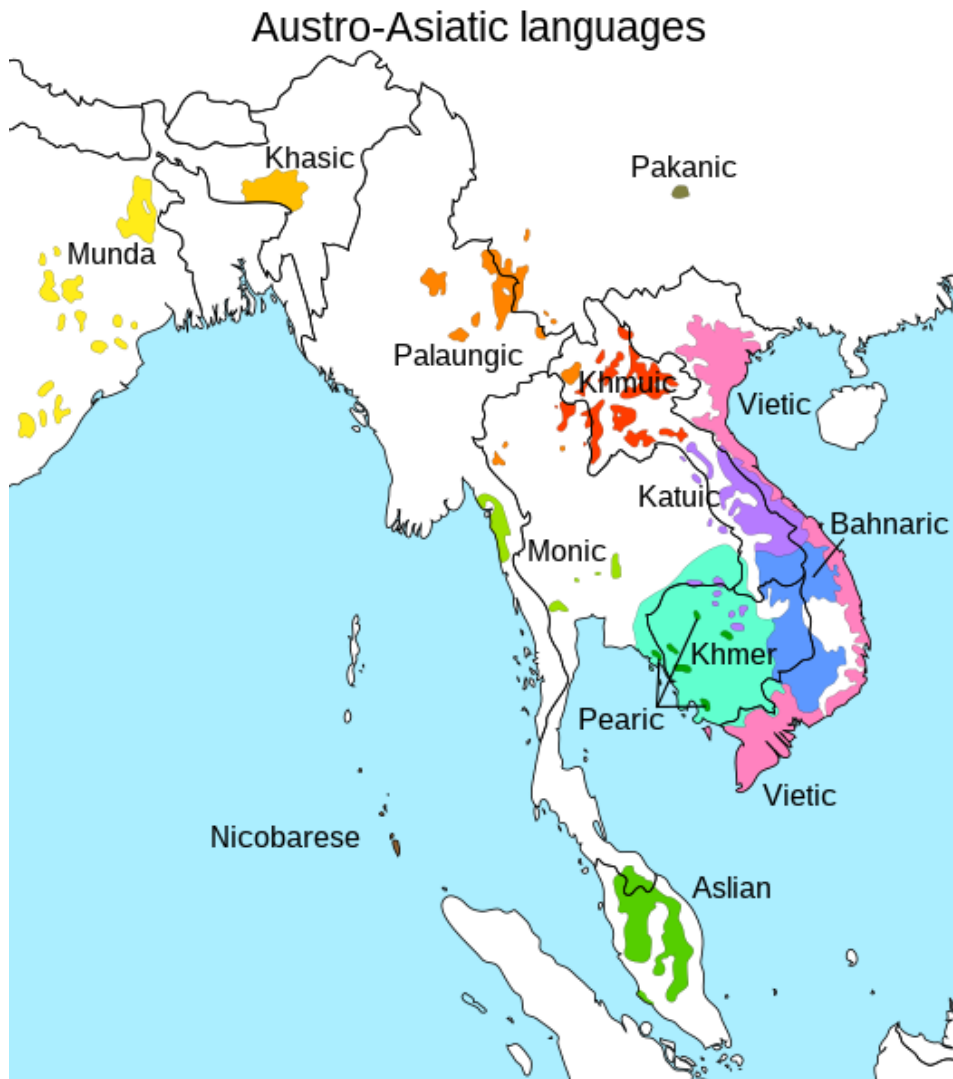 Austro-Asiatic languages
Khasic
Pakanic
Munda
Palaungic
Khmuic
Vietic
Katuic
Bahnaric
Monic
Khmer
Pearic
Vietic
Nicobarese
Aslian